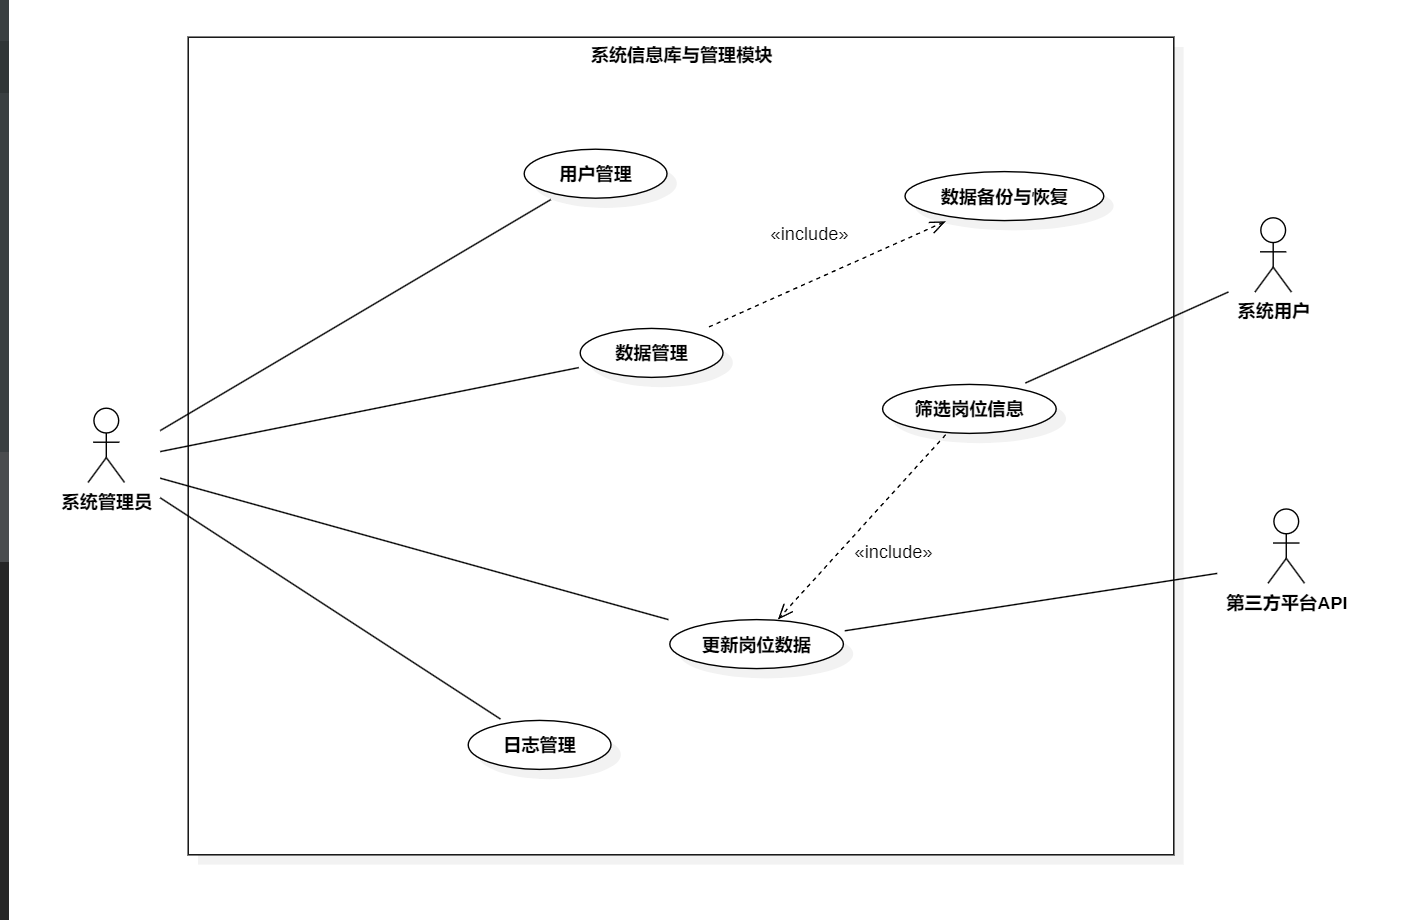 系统信息库与管理模块
用户管理
数据备份与恢复
«include»
系统用户
数据管理
筛选岗位信息
系统管理员
«include»
第三方平台API
更新岗位数据
日志管理